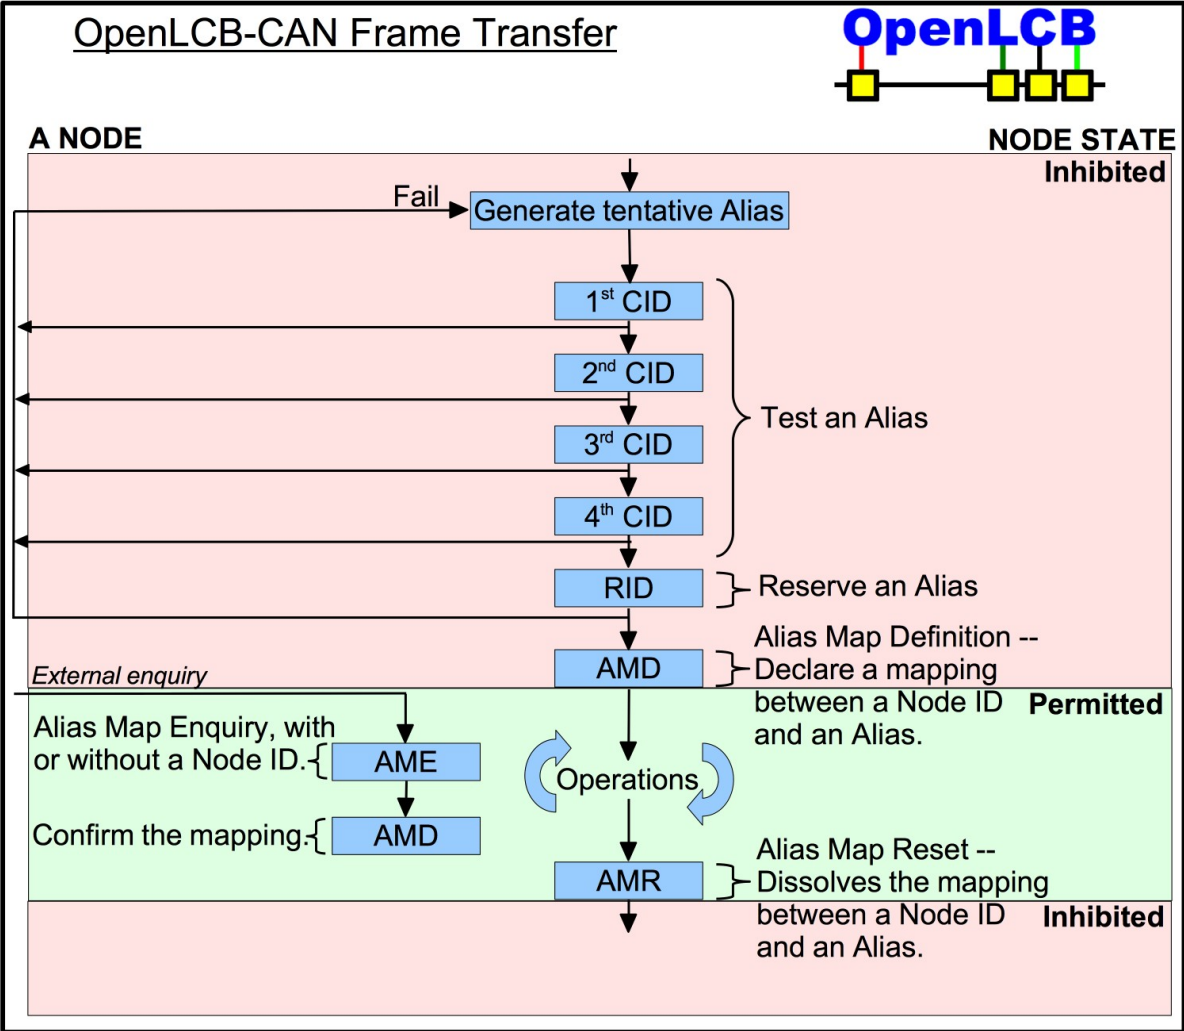 OpenLCB-CAN Frame Transfer
OpenLCB
A NODE
NODE STATE
Inhibited
Fail
Generate tentative Alias
1st CID
2nd CID
3rd CID
Test an Alias
4th CID
RID
Reserve an Alias
AMD
Alias Map Definition --
Declare a mapping
between a Node ID
and an Alias.
External enquiry
Permitted
Alias Map Enquiry, with
or without a Node ID.
AME
Operations
Confirm the mapping.
AMD
AMR
Alias Map Reset --
Dissolves the mapping
between a Node ID
and an Alias.
Inhibited